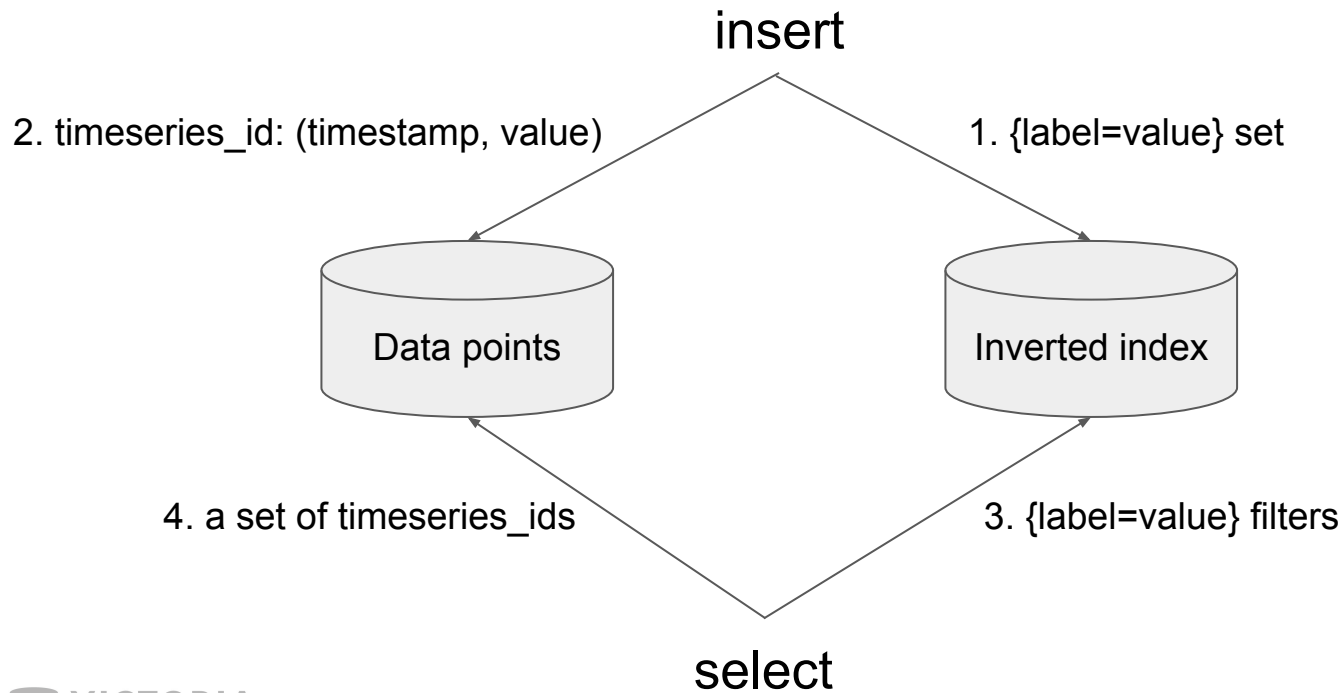 insert
2. timeseries_id: (timestamp, value)
1. {label=value} set
Data points
Inverted index
4. a set of timeseries_ids
3. {label=value} filters
select